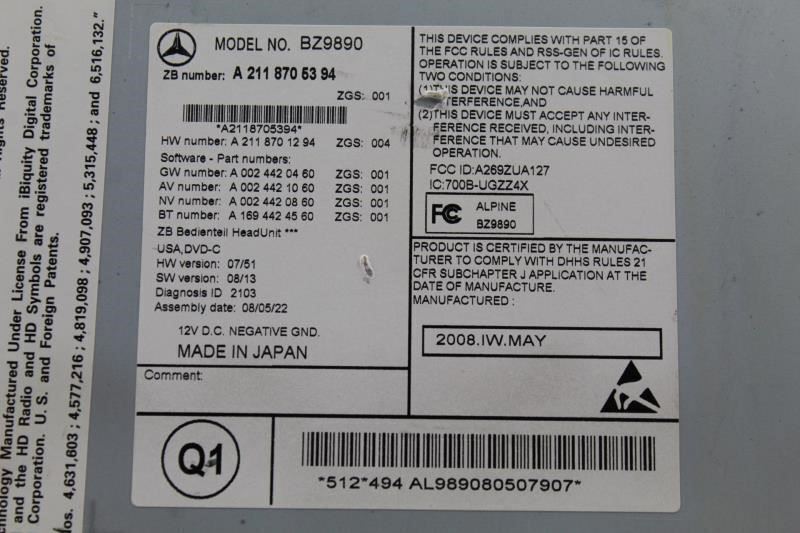 chnology Manufactured Under License From iBiquity Digital Corporation.
and the HD Radio and HD Symbols are registered trademarks of
Corporation. U.S. and Foreign Patents.
Nos. 4,631,603 ; 4,577,216 ; 4,819,098 ; 4,907,093 ; 5,315,448 ; and 6,516,132."
Rights Reserved.
MODEL NO. BZ9890
ZB number: A 211 870 53 94
ZGS: 001
*A2118705394*
HW number: A 211 870 12 94 ZGS: 004
Software - Part numbers:
GW number: A 002 442 04 60 ZGS: 001
AV number: A 002 442 10 60 ZGS: 001
NV number: A 002 442 08 60 ZGS: 001
BT number: A 169 442 45 60 ZGS: 001
ZB Bedienteil HeadUnit ***
USA,DVD-C
HW version: 07/51
SW version: 08/13
Diagnosis ID 2103
Assembly date: 08/05/22
12V D.C. NEGATIVE GND.
MADE IN JAPAN
Comment:
THIS DEVICE COMPLIES WITH PART 15 OF
THE FCC RULES AND RSS-GEN OF IC RULES.
OPERATION IS SUBJECT TO THE FOLLOWING
TWO CONDITIONS:
(1)THIS DEVICE MAY NOT CAUSE HARMFUL
INTERFERENCE,AND
(2)THIS DEVICE MUST ACCEPT ANY INTER-
FERENCE RECEIVED, INCLUDING INTER-
FERENCE THAT MAY CAUSE UNDESIRED
OPERATION.
FCC ID:A269ZUA127
IC:700B-UGZZ4X
FC ALPINE
BZ9890
PRODUCT IS CERTIFIED BY THE MANUFAC-
TURER TO COMPLY WITH DHHS RULES 21
CFR SUBCHAPTER J APPLICATION AT THE
DATE OF MANUFACTURE.
MANUFACTURED :
2008.IW.MAY
Q1
*512*494 AL989080507907*